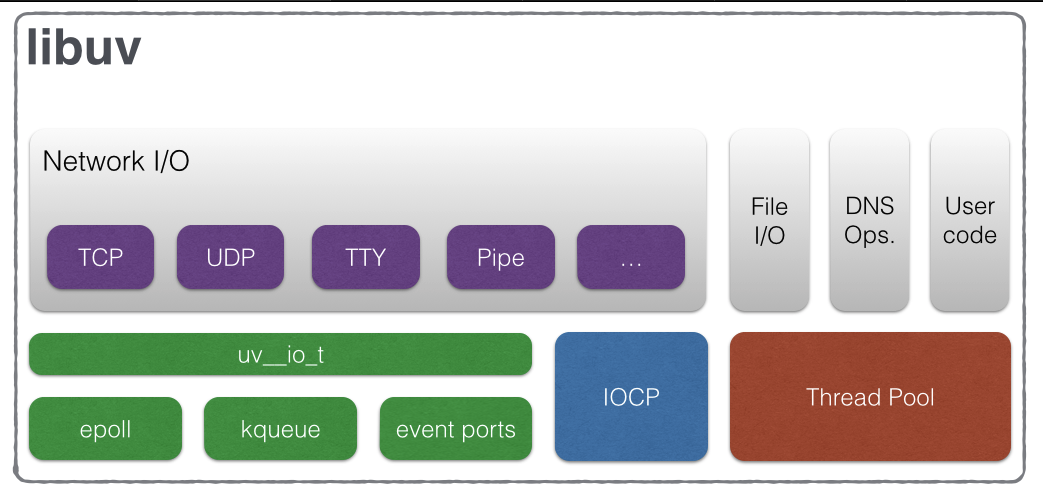 libuv
Network I/O
TCP
UDP
TTY
Pipe
...
File
I/O
DNS
Ops.
User
code
uv__io_t
epoll
kqueue
event ports
IOCP
Thread Pool